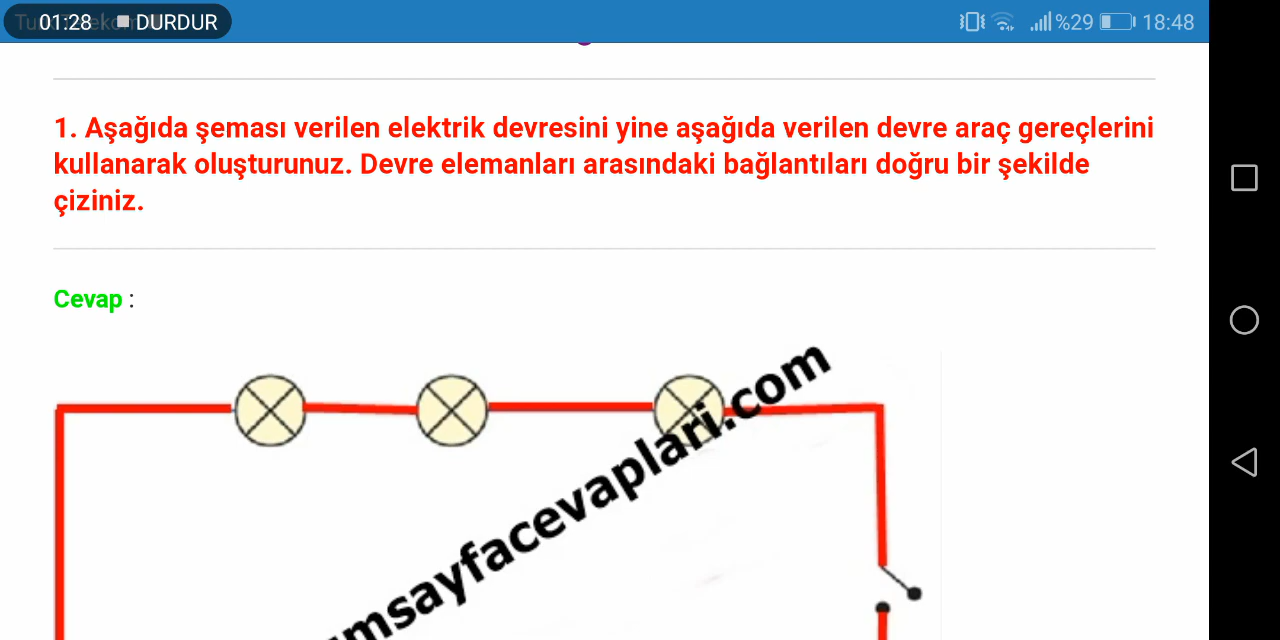 01:28 DURDUR %29 18:48
1. Aşağıda şeması verilen elektrik devresini yine aşağıda verilen devre araç gereçlerini
kullanarak oluşturunuz. Devre elemanları arasındaki bağlantıları doğru bir şekilde
çiziniz.
Cevap :
msayfacevaplari.com